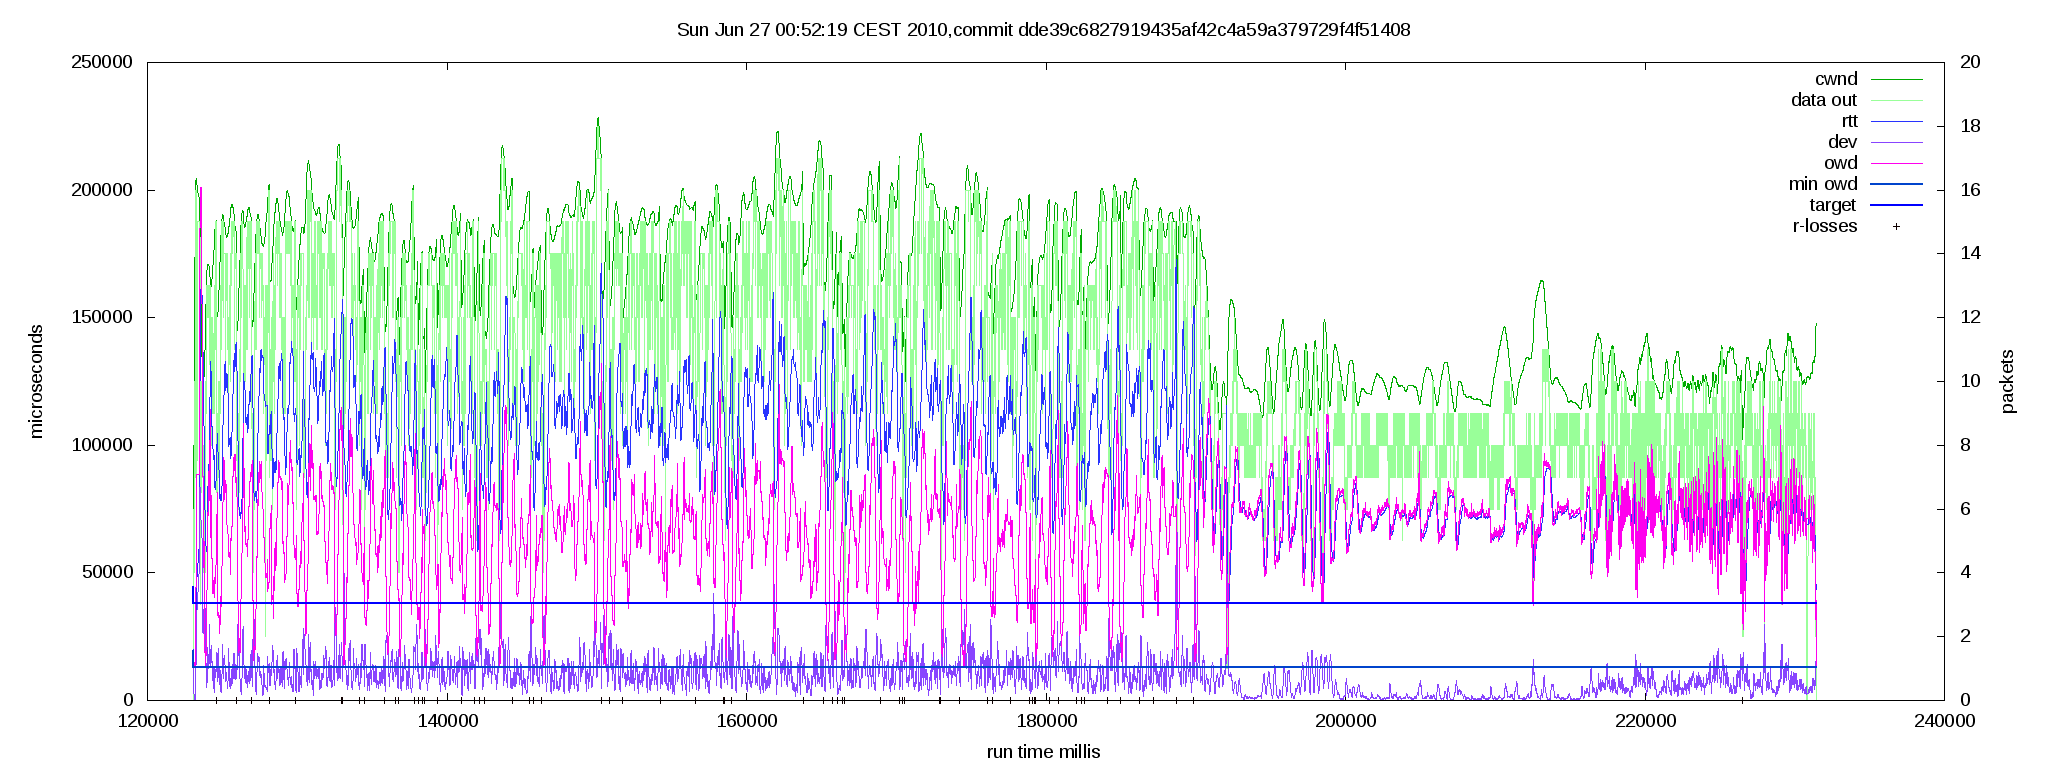 Sun Jun 27 00:52:19 CEST 2010,commit dde39c6827919435af42c4a59a379729f4f51408
250000
200000
150000
100000
50000
0
microseconds
20
18
16
14
12
10
8
6
4
2
0
packets
cwnd
data out
rtt
dev
owd
min owd
target
r-losses
120000 140000 160000 180000 200000 220000 240000
run time millis